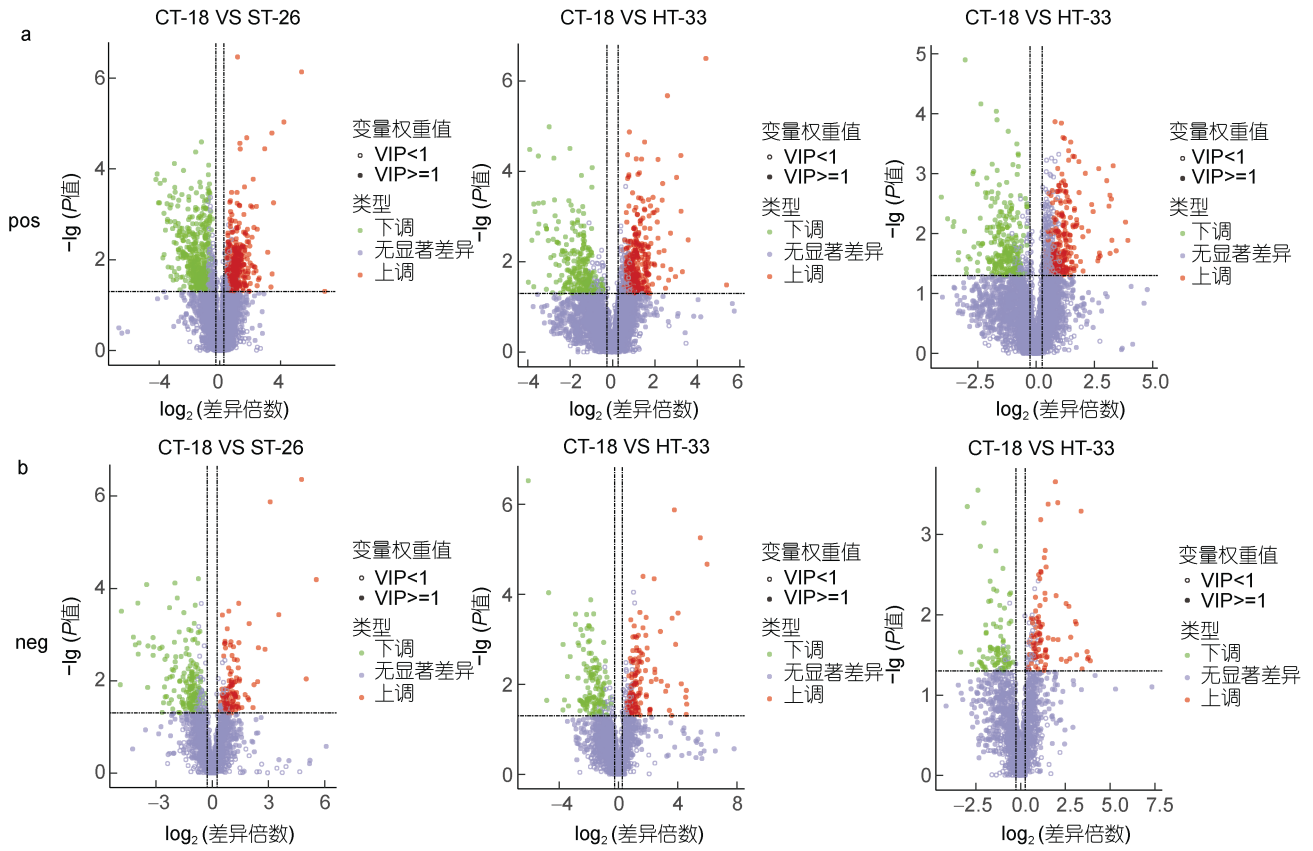 a
CT-18 VS ST-26
CT-18 VS HT-33
CT-18 VS HT-33
pos
−lg (P值)
6
4
2
0
−4
0
4
log2 (差异倍数)
变量权重值
VIP<1
VIP>=1
类型
下调
无显著差异
上调
−lg (P值)
6
4
2
0
−4
−2
0
2
4
6
log2 (差异倍数)
变量权重值
VIP<1
VIP>=1
类型
下调
无显著差异
上调
−lg (P值)
5
4
3
2
1
0
−2.5
0.0
2.5
5.0
log2 (差异倍数)
变量权重值
VIP<1
VIP>=1
类型
下调
无显著差异
上调
b
CT-18 VS ST-26
CT-18 VS HT-33
CT-18 VS HT-33
neg
−lg (P值)
6
4
2
0
−3
0
3
6
log2 (差异倍数)
变量权重值
VIP<1
VIP>=1
类型
下调
无显著差异
上调
−lg (P值)
6
4
2
0
−4
0
4
8
log2 (差异倍数)
变量权重值
VIP<1
VIP>=1
类型
下调
无显著差异
上调
−lg (P值)
3
2
1
0
−2.5
0.0
2.5
5.0
7.5
log2 (差异倍数)
变量权重值
VIP<1
VIP>=1
类型
下调
无显著差异
上调